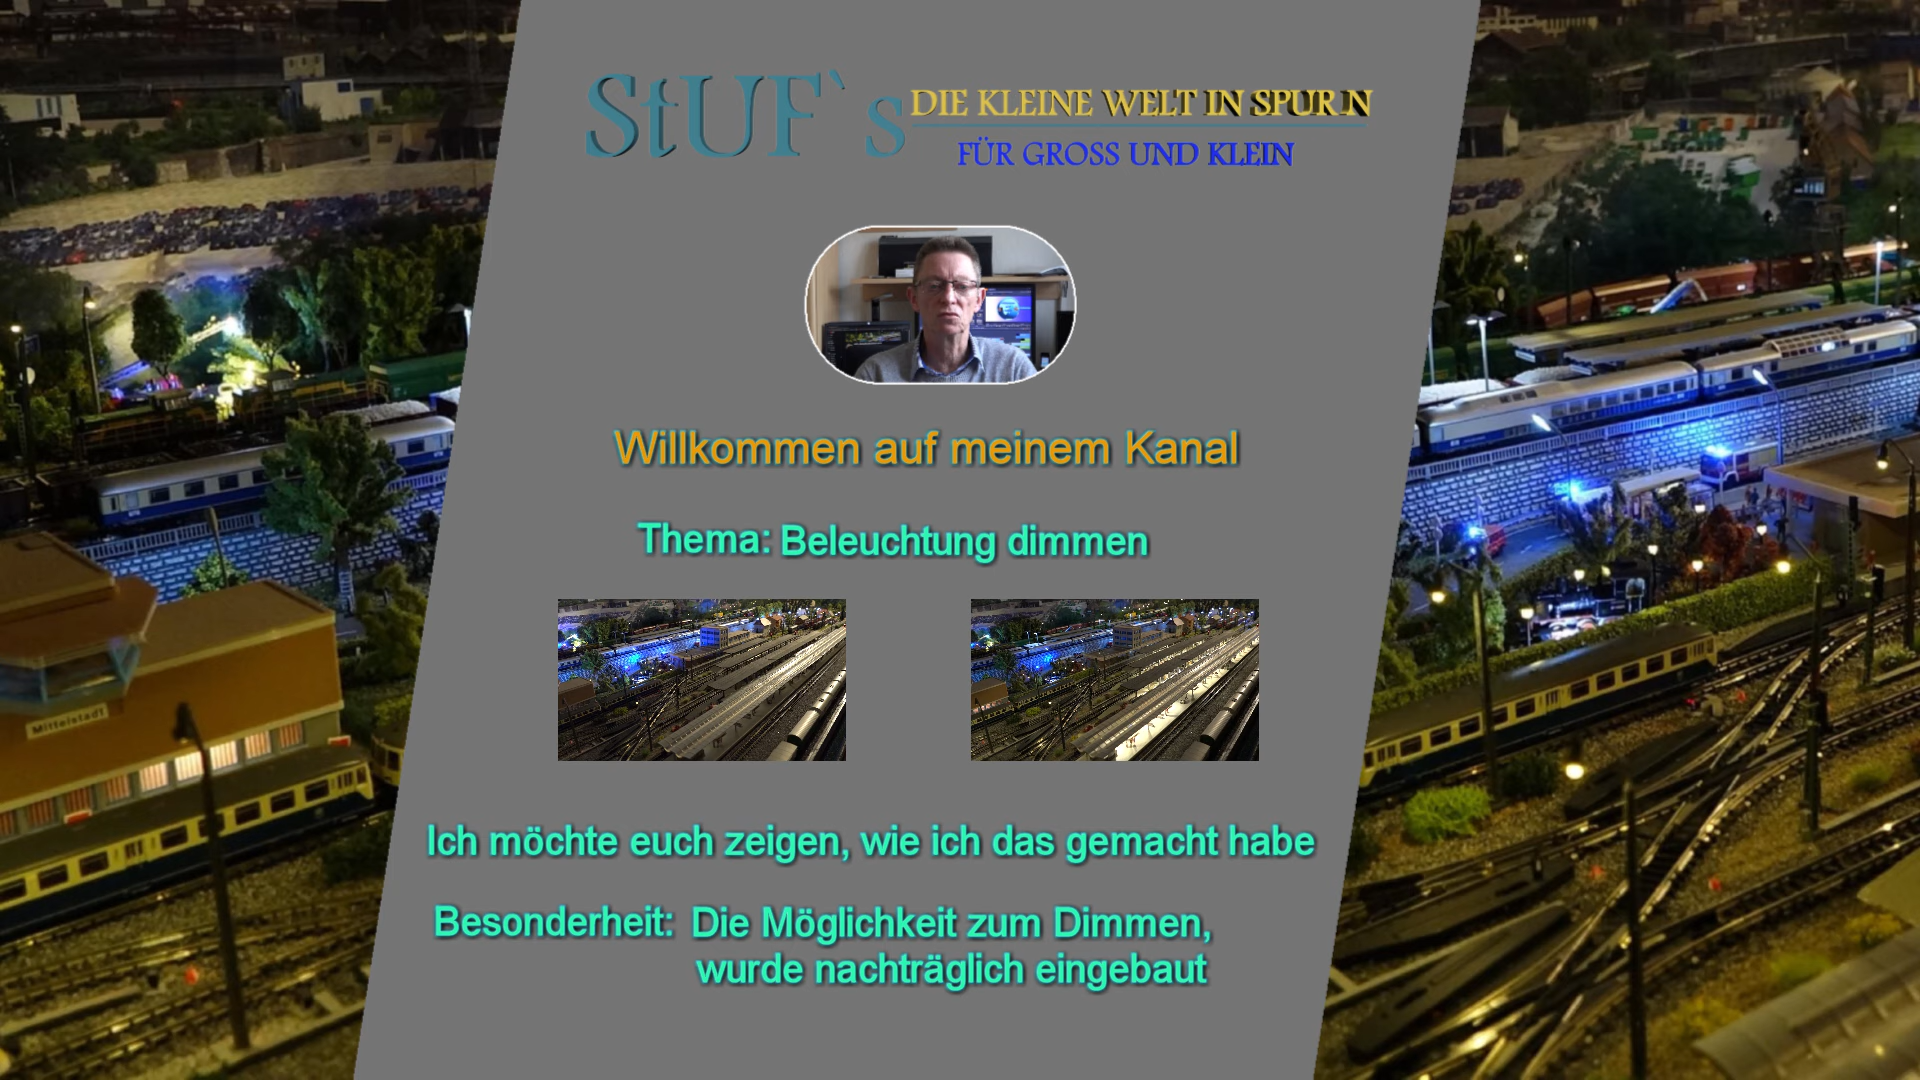 StUF`s
DIE KLEINE WELT IN SPUR N
FÜR GROSS UND KLEIN
Willkommen auf meinem Kanal
Thema: Beleuchtung dimmen
Mittelstadt
Ich möchte euch zeigen, wie ich das gemacht habe
Besonderheit: Die Möglichkeit zum Dimmen,
wurde nachträglich eingebaut